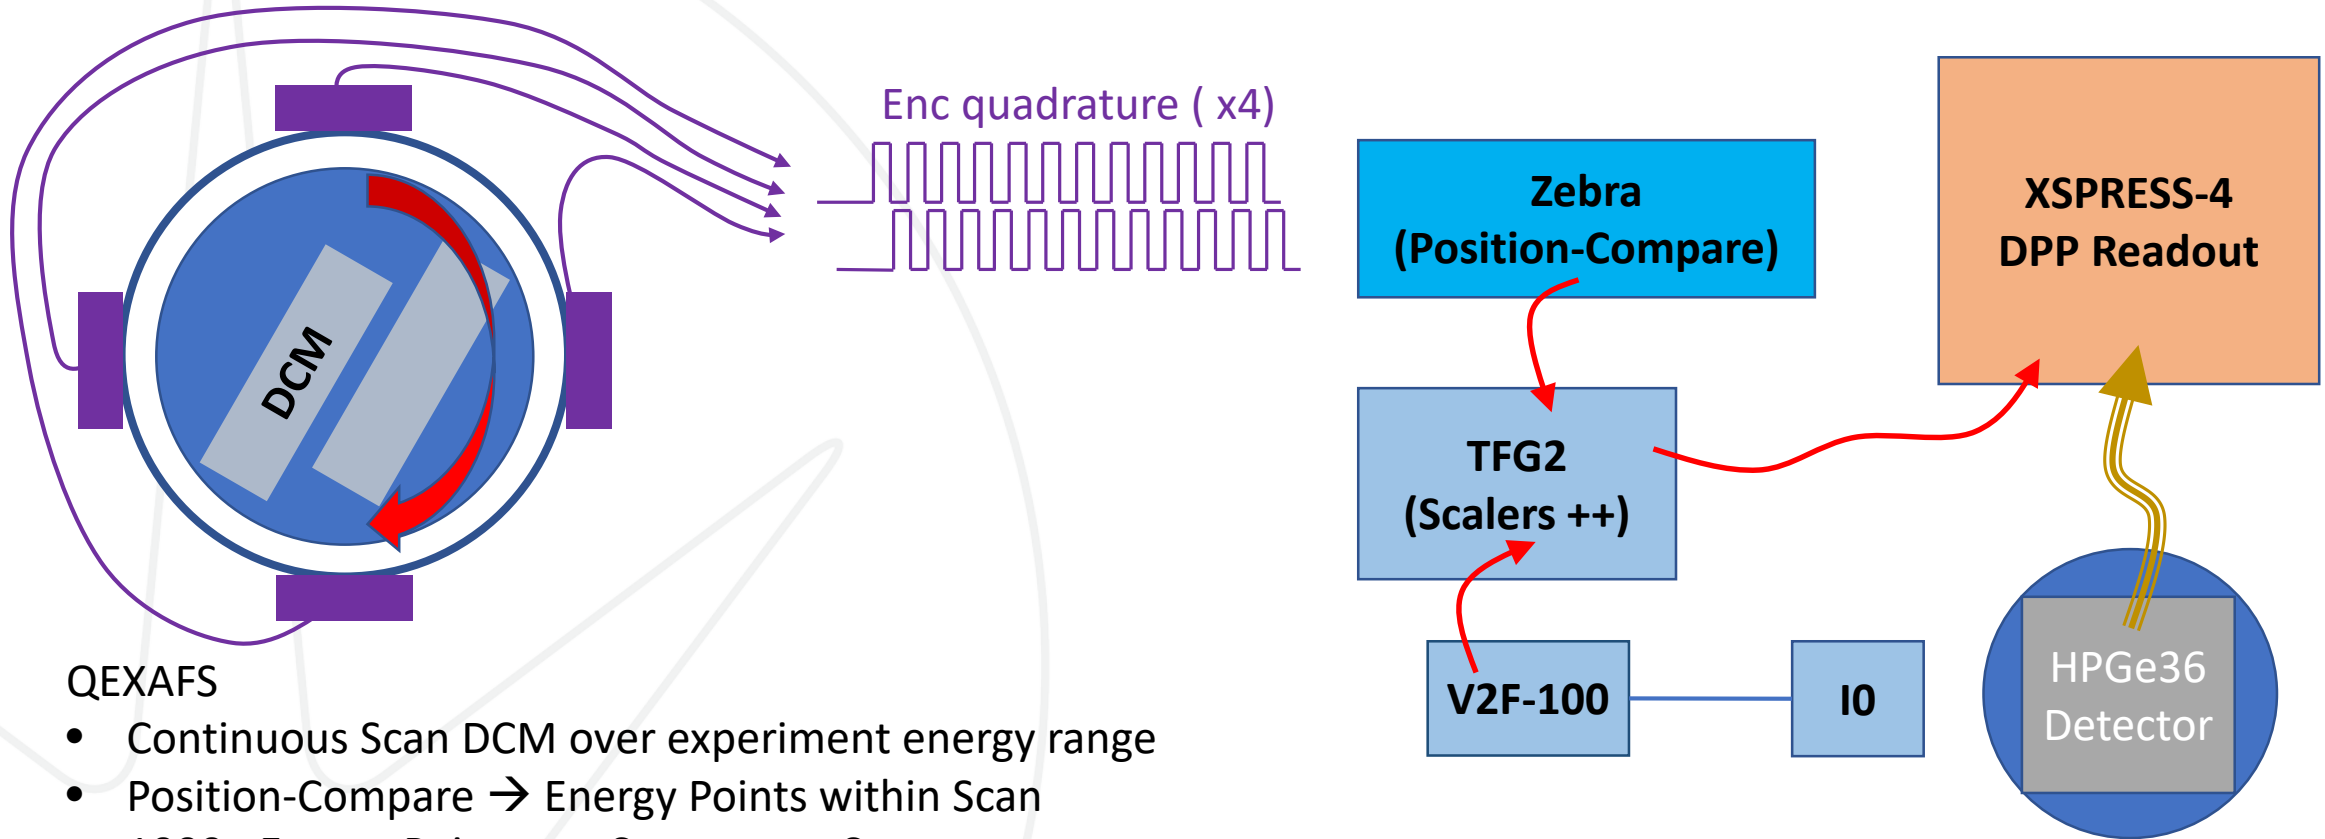 Enc quadrature ( x4)
DCM
Zebra
(Position-Compare)
XSPRESS-4
DPP Readout
TFG2
(Scalers ++)
V2F-100
I0
HPGe36
Detector
QEXAFS
• Continuous Scan DCM over experiment energy range
• Position-Compare → Energy Points within Scan